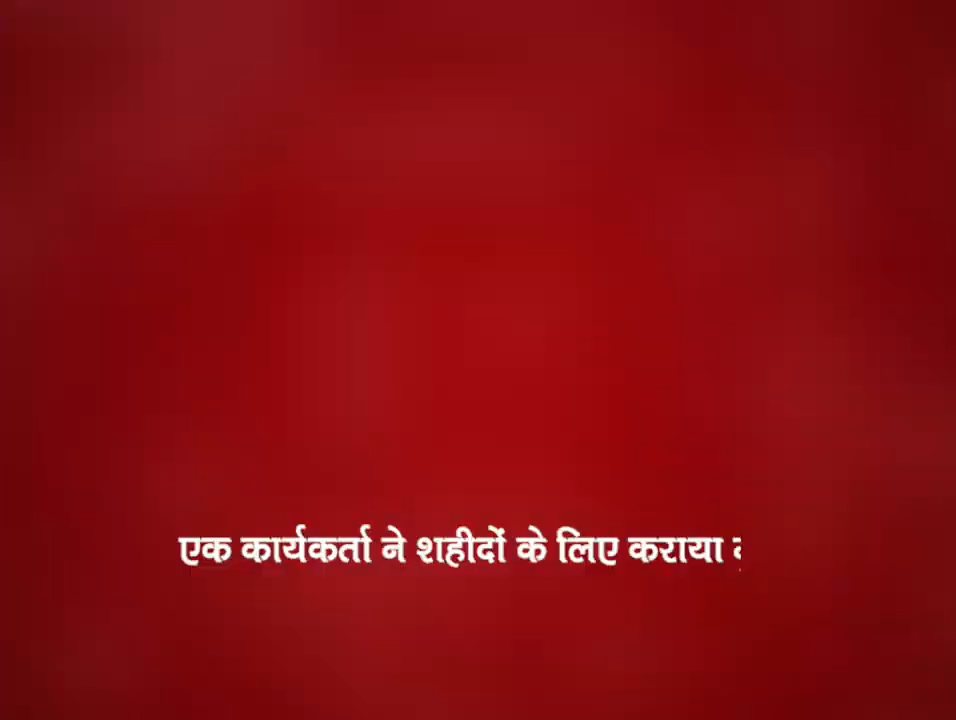 एक कार्यकर्ता ने शहीदों के लिए कराया